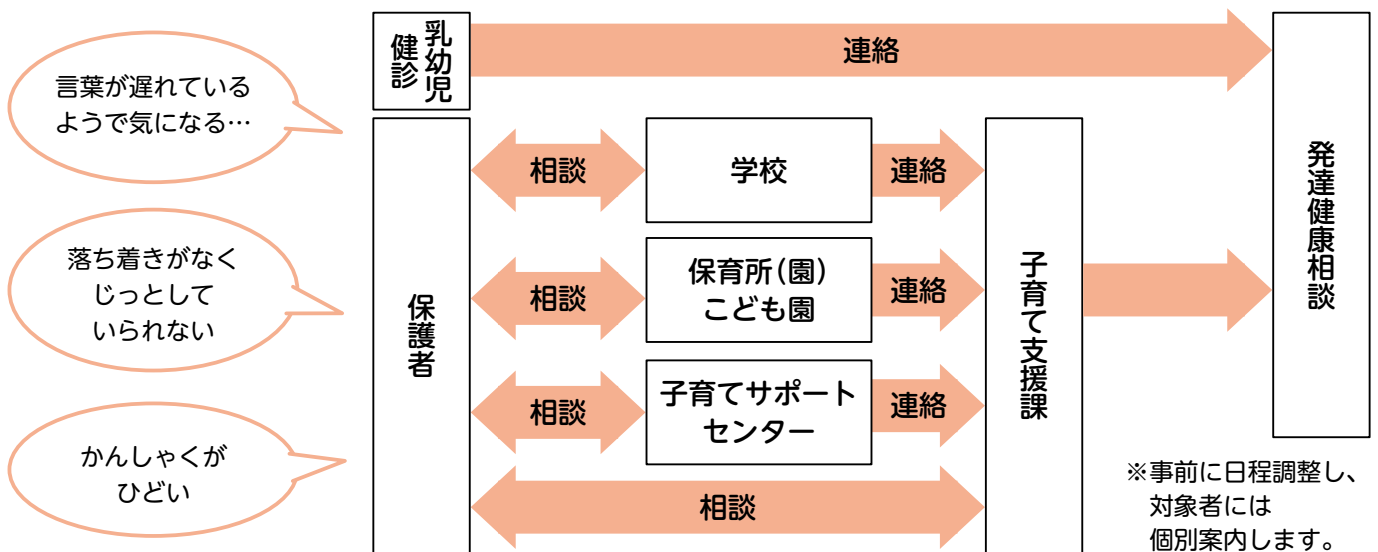 乳幼児
健診
連絡
言葉が遅れている
ようで気になる…
落ち着きがなく
じっとして
いられない
かんしゃくが
ひどい
保護者
相談
学校
連絡
相談
保育所(園)
こども園
連絡
相談
子育てサポート
センター
連絡
相談
子育て支援課
発達健康相談
※事前に日程調整し、
対象者には
個別案内します。